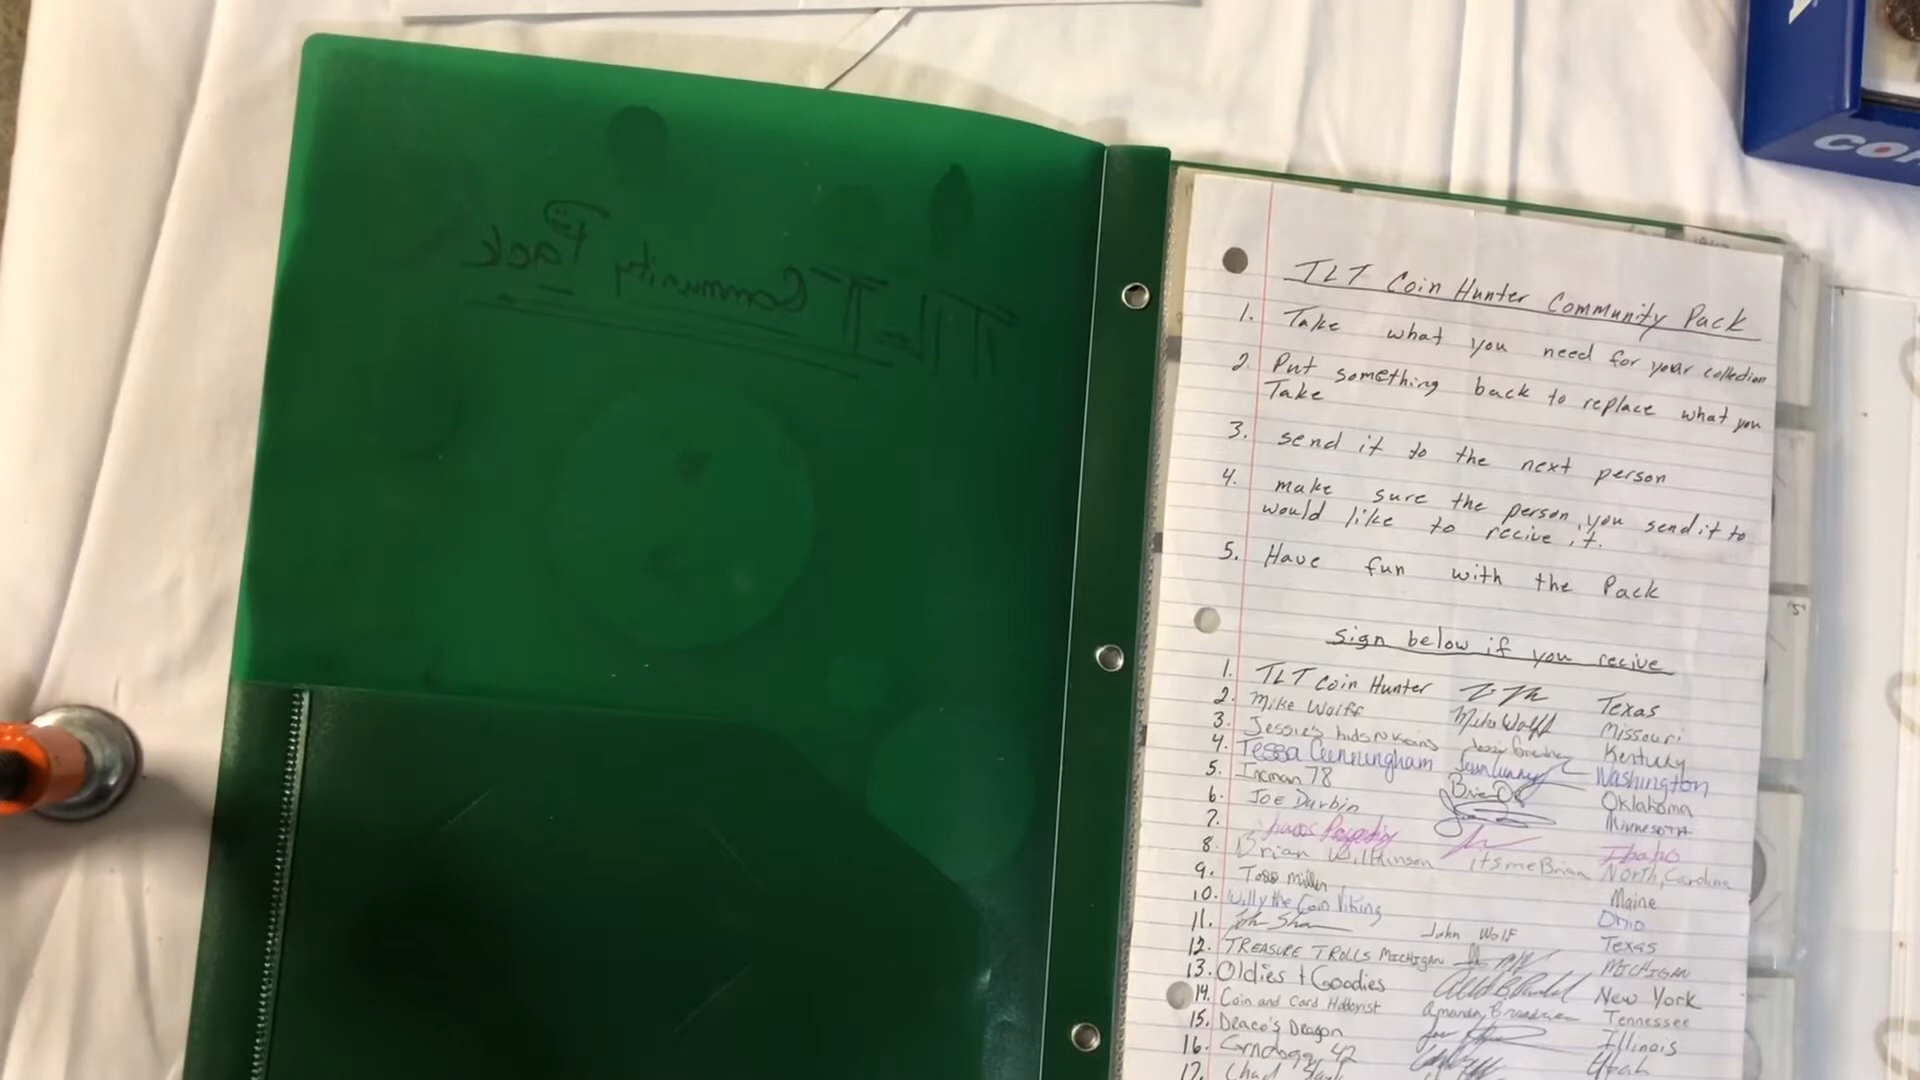 TLT Community Pack
TLT Coin Hunter Community Pack
1. Take what you need for your collection
2. Put something back to replace what you
Take
3. send it to the next person
4. make sure the person you send it to
would like to recive it.
5. Have fun with the Pack
sign below if you recive
1. TLT Coin Hunter Texas
2. Mike Wolff Mike Wolff Missouri
3. Jessie's Kentucky
4. Tessa Cunningham Washington
5. Inman 78 Oklahoma
6. Joe Durbin Minnesota
7. Idaho
8. Brian Wilkinson itsmeBrian North, Carolina
9. Todd Miller Maine
10. Willy the Coin Viking Ohio
11. John Wolf Texas
12. TREASURE TROLLS MICHIGAN MICHIGAN
13. Oldies + Goodies New York
14. Coin and Card Hobbyist Tennessee
15. Draco's Dragon Illinois
16. Utah
17. Chad
COI
"S"